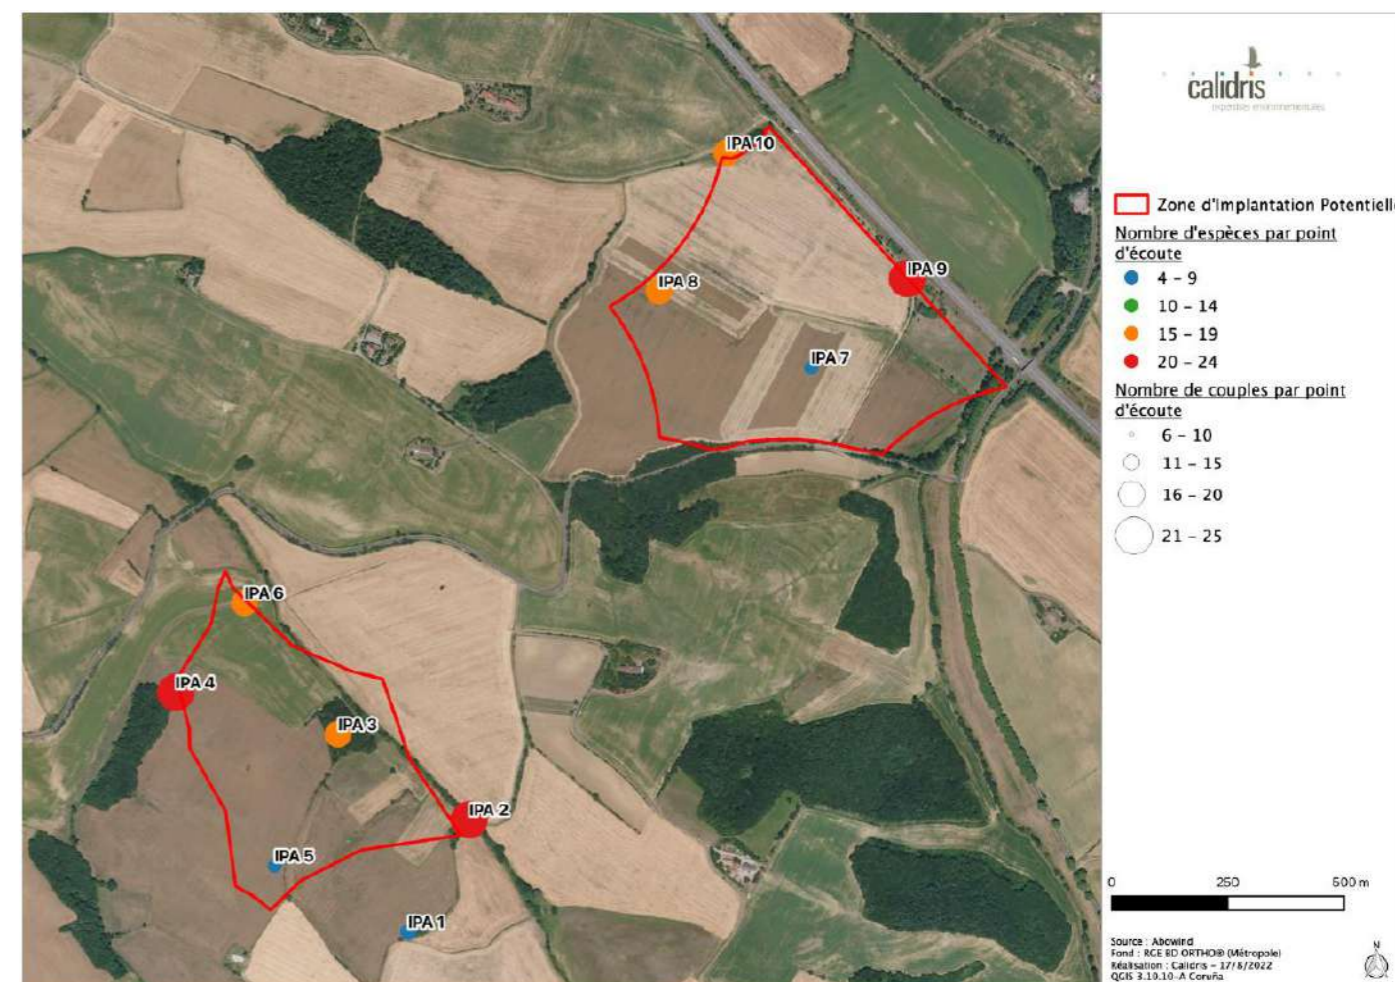 calidris
expertises environnementales
Zone d'Implantation Potentielle
Nombre d'espèces par point
d'écoute
4 – 9
10 – 14
15 – 19
20 – 24
Nombre de couples par point
d'écoute
6 – 10
11 – 15
16 – 20
21 – 25
IPA 10
IPA 9
IPA 8
IPA 7
IPA 6
IPA 4
IPA 3
IPA 2
IPA 5
IPA 1
0 250 500 m
Source : Abowind
Fond : RGE BD ORTHO® (Métropole)
Réalisation : Calidris – 17/8/2022
QGIS 3.10.10-A Coruña
N